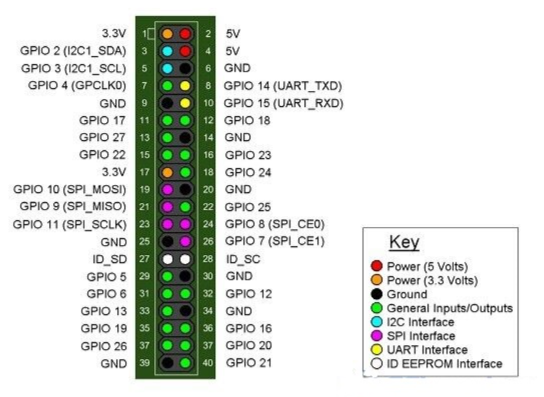 3.3V 1 2 5V
GPIO 2 (I2C1_SDA) 3 4 5V
GPIO 3 (I2C1_SCL) 5 6 GND
GPIO 4 (GPCLK0) 7 8 GPIO 14 (UART_TXD)
GND 9 10 GPIO 15 (UART_RXD)
GPIO 17 11 12 GPIO 18
GPIO 27 13 14 GND
GPIO 22 15 16 GPIO 23
3.3V 17 18 GPIO 24
GPIO 10 (SPI_MOSI) 19 20 GND
GPIO 9 (SPI_MISO) 21 22 GPIO 25
GPIO 11 (SPI_SCLK) 23 24 GPIO 8 (SPI_CE0)
GND 25 26 GPIO 7 (SPI_CE1)
ID_SD 27 28 ID_SC
GPIO 5 29 30 GND
GPIO 6 31 32 GPIO 12
GPIO 13 33 34 GND
GPIO 19 35 36 GPIO 16
GPIO 26 37 37 GPIO 20
GND 39 40 GPIO 21
Key
Power (5 Volts)
Power (3.3 Volts)
Ground
General Inputs/Outputs
I2C Interface
SPI Interface
UART Interface
ID EEPROM Interface